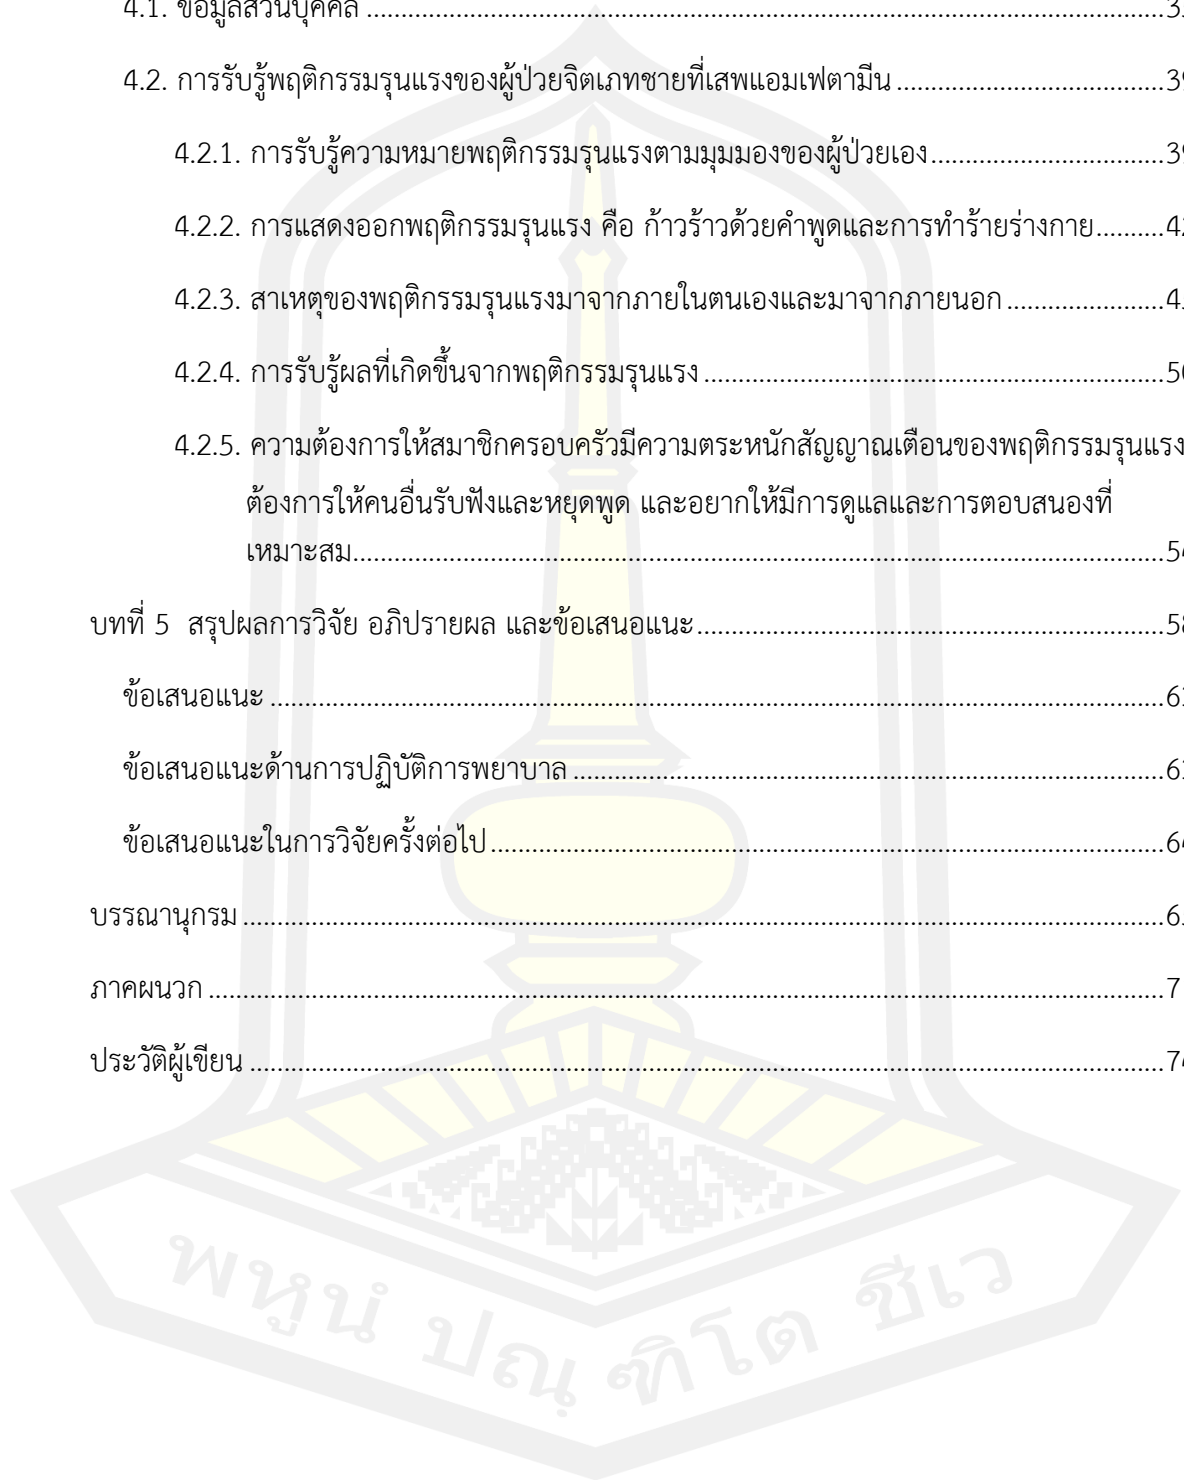 4.1. ข้อมูลส่วนบุคคล ........ 3
4.2. การรับรู้พฤติกรรมรุนแรงของผู้ป่วยจิตเภทชายที่เสพแอมเฟตามีน ........ 39
4.2.1. การรับรู้ความหมายพฤติกรรมรุนแรงตามมุมมองของผู้ป่วยเอง ........ 39
4.2.2. การแสดงออกพฤติกรรมรุนแรง คือ ก้าวร้าวด้วยคำพูดและการทำร้ายร่างกาย ........ 42
4.2.3. สาเหตุของพฤติกรรมรุนแรงมาจากภายในตนเองและมาจากภายนอก ........ 4
4.2.4. การรับรู้ผลที่เกิดขึ้นจากพฤติกรรมรุนแรง ........ 50
4.2.5. ความต้องการให้สมาชิกครอบครัวมีความตระหนักสัญญาณเตือนของพฤติกรรมรุนแรง
ต้องการให้คนอื่นรับฟังและหยุดพูด และอยากให้มีการดูแลและการตอบสนองที่
เหมาะสม ........ 54
บทที่ 5 สรุปผลการวิจัย อภิปรายผล และข้อเสนอแนะ ........ 58
ข้อเสนอแนะ ........ 63
ข้อเสนอแนะด้านการปฏิบัติการพยาบาล ........ 63
ข้อเสนอแนะในการวิจัยครั้งต่อไป ........ 64
บรรณานุกรม ........ 6
ภาคผนวก ........ 7
ประวัติผู้เขียน ........ 74
พหูนํ ปณฺฑิโต ชีเว